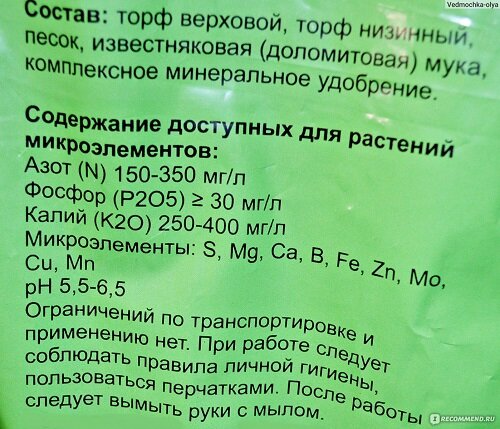 Vedmochka-olya
Состав: торф верховой, торф низинный,
песок, известняковая (доломитовая) мука,
комплексное минеральное удобрение.
Содержание доступных для растений
микроэлементов:
Азот (N) 150-350 мг/л
Фосфор (P2O5) ≥ 30 мг/л
Калий (K2O) 250-400 мг/л
Микроэлементы: S, Mg, Ca, B, Fe, Zn, Mo,
Cu, Mn
pH 5,5-6,5
Ограничений по транспортировке и
применению нет. При работе следует
соблюдать правила личной гигиены,
пользоваться перчатками. После работы
следует вымыть руки с мылом.
IRECOMMEND.RU